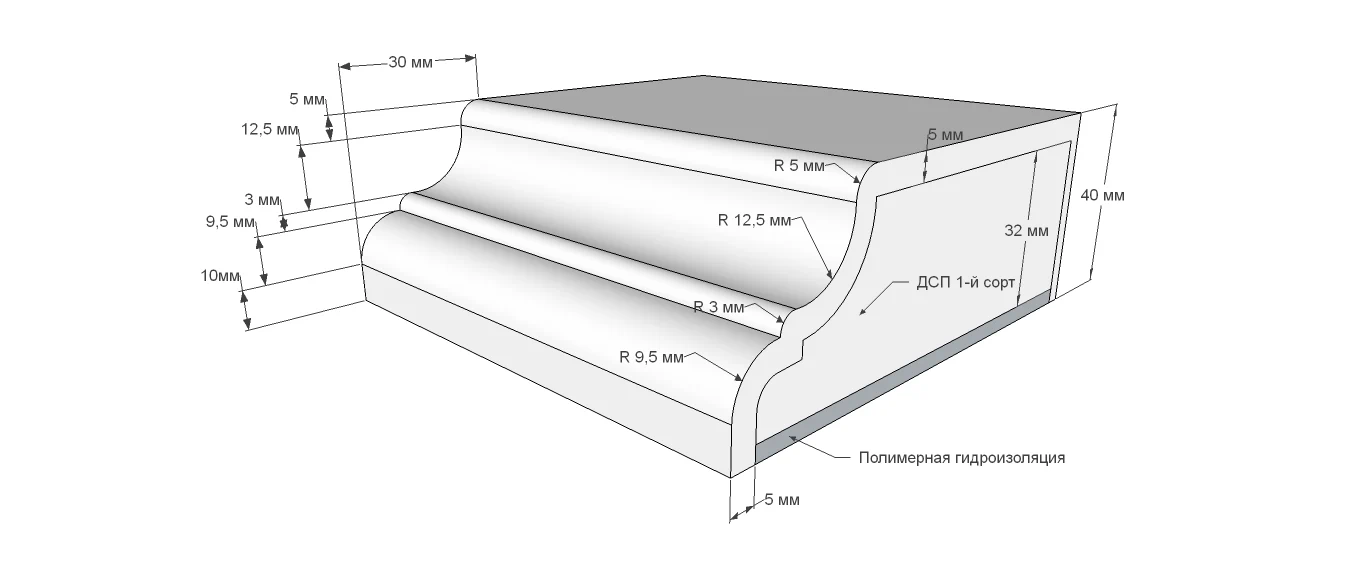 30 мм
5 мм
12,5 мм
3 мм
9,5 мм
10мм
5 мм
R 5 мм
40 мм
R 12,5 мм
32 мм
ДСП 1-й сорт
R 3 мм
R 9,5 мм
Полимерная гидроизоляция
5 мм